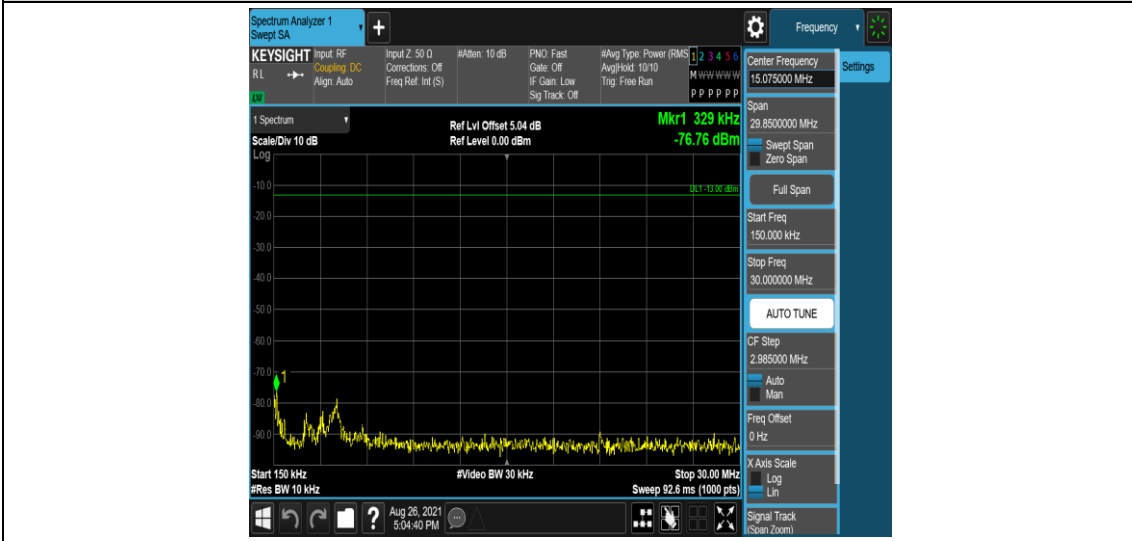 Spectrum Analyzer 1
Swept SA
+
Frequency
KEYSIGHT
RL
LXI
Input: RF
Coupling: DC
Align: Auto
Input Z: 50 Ω
Corrections: Off
Freq Ref: Int (S)
#Atten: 10 dB
PNO: Fast
Gate: Off
IF Gain: Low
Sig Track: Off
#Avg Type: Power (RMS
Avg|Hold: 10/10
Trig: Free Run
1 2 3 4 5 6
M W W W W W
P P P P P P
1 Spectrum
Scale/Div 10 dB
Log
Ref Lvl Offset 5.04 dB
Ref Level 0.00 dBm
Mkr1 329 kHz
-76.76 dBm
DL1 -13.00 dBm
-10.0
-20.0
-30.0
-40.0
-50.0
-60.0
-70.0
-80.0
-90.0
1
Start 150 kHz
#Res BW 10 kHz
#Video BW 30 kHz
Stop 30.00 MHz
Sweep 92.6 ms (1000 pts)
Center Frequency
15.075000 MHz
Settings
Span
29.8500000 MHz
Swept Span
Zero Span
Full Span
Start Freq
150.000 kHz
Stop Freq
30.000000 MHz
AUTO TUNE
CF Step
2.985000 MHz
Auto
Man
Freq Offset
0 Hz
X Axis Scale
Log
Lin
Signal Track
(Span Zoom)
?
Aug 26, 2021
5:04:40 PM